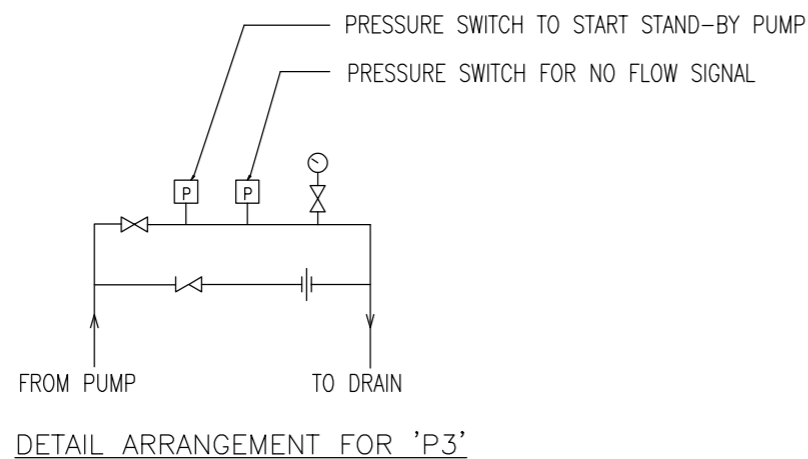 PRESSURE SWITCH TO START STAND-BY PUMP
PRESSURE SWITCH FOR NO FLOW SIGNAL
P P
FROM PUMP TO DRAIN
DETAIL ARRANGEMENT FOR 'P3'